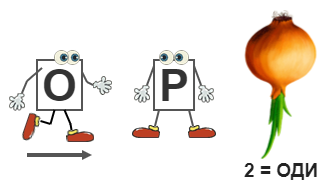 О Р
2 = ОДИ